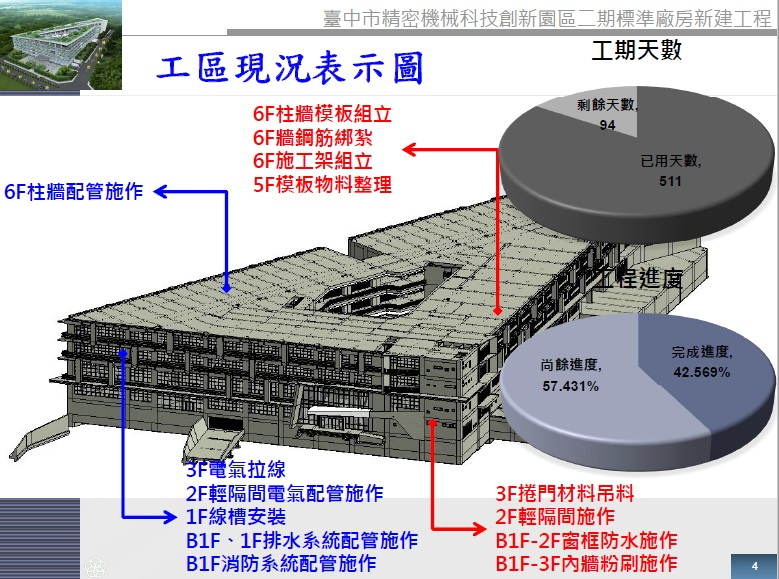 臺中市精密機械科技創新園區二期標準廠房新建工程
工區現況表示圖
工期天數
剩餘天數,
94
已用天數,
511
6F柱牆模板組立
6F牆鋼筋綁紮
6F施工架組立
5F模板物料整理
6F柱牆配管施作
工程進度
尚餘進度,
57.431%
完成進度,
42.569%
3F電氣拉線
2F輕隔間電氣配管施作
1F線槽安裝
B1F、1F排水系統配管施作
B1F消防系統配管施作
3F捲門材料吊料
2F輕隔間施作
B1F-2F窗框防水施作
B1F-3F內牆粉刷施作
4